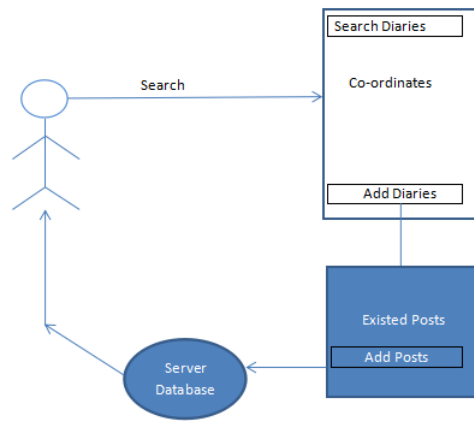 Search Diaries
Search
Co-ordinates
Add Diaries
Existed Posts
Add Posts
Server
Database